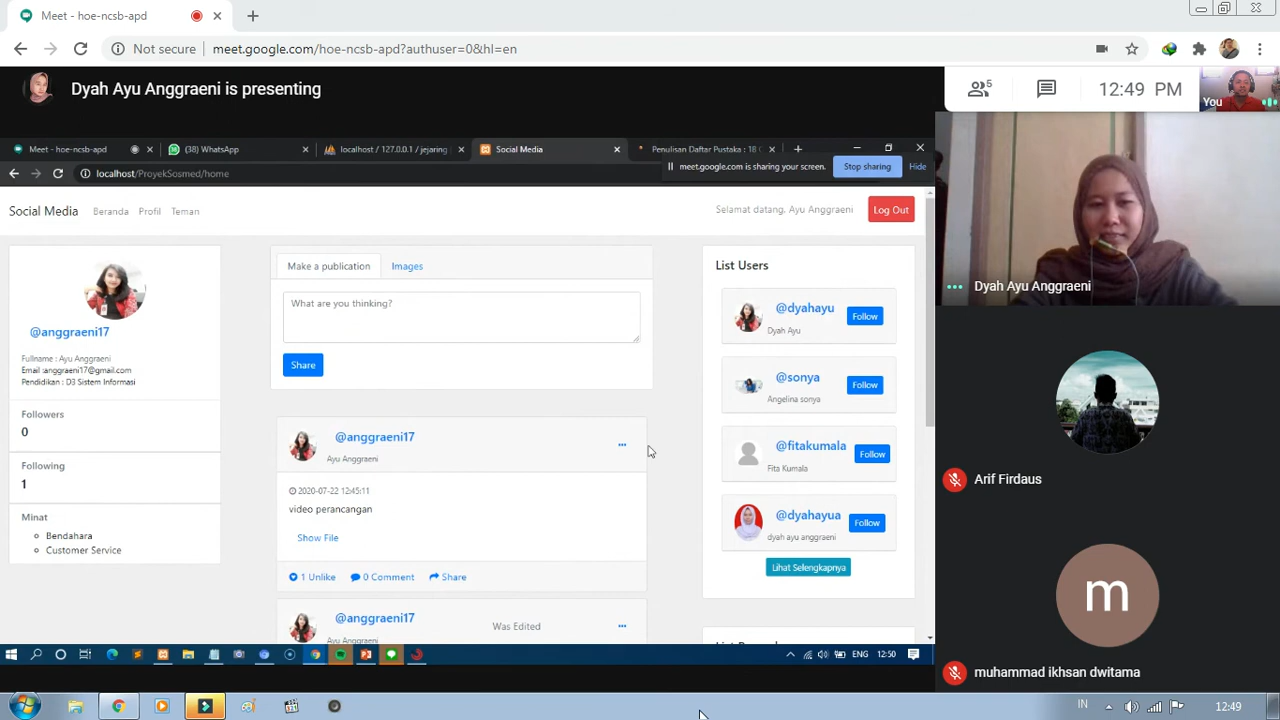 Meet - hoe-ncsb-apd
Not secure
meet.google.com/hoe-ncsb-apd?authuser=0&hl=en
Dyah Ayu Anggraeni is presenting
5
12:49 PM
You
Meet - hoe-ncsb-apd
(38) WhatsApp
localhost / 127.0.0.1 / jejaring
Social Media
Penulisan Daftar Pustaka : 18 C
localhost/ProyekSosmed/home
meet.google.com is sharing your screen.
Stop sharing
Hide
Social Media
Beranda
Profil
Teman
Selamat datang, Ayu Anggraeni
Log Out
@anggraeni17
Fullname : Ayu Anggraeni
Email :anggraeni17@gmail.com
Pendidikan : D3 Sistem Informasi
Followers
0
Following
1
Minat
Bendahara
Customer Service
Make a publication
Images
What are you thinking?
Share
@anggraeni17
Ayu Anggraeni
2020-07-22 12:45:11
video perancangan
Show File
1 Unlike
0 Comment
Share
@anggraeni17
Ayu Anggraeni
Was Edited
List Users
@dyahayu
Dyah Ayu
Follow
@sonya
Angelina sonya
Follow
@fitakumala
Fita Kumala
Follow
@dyahayua
dyah ayu anggraeni
Follow
Lihat Selengkapnya
ENG
12:50
Dyah Ayu Anggraeni
Arif Firdaus
m
muhammad ikhsan dwitama
IN
12:49